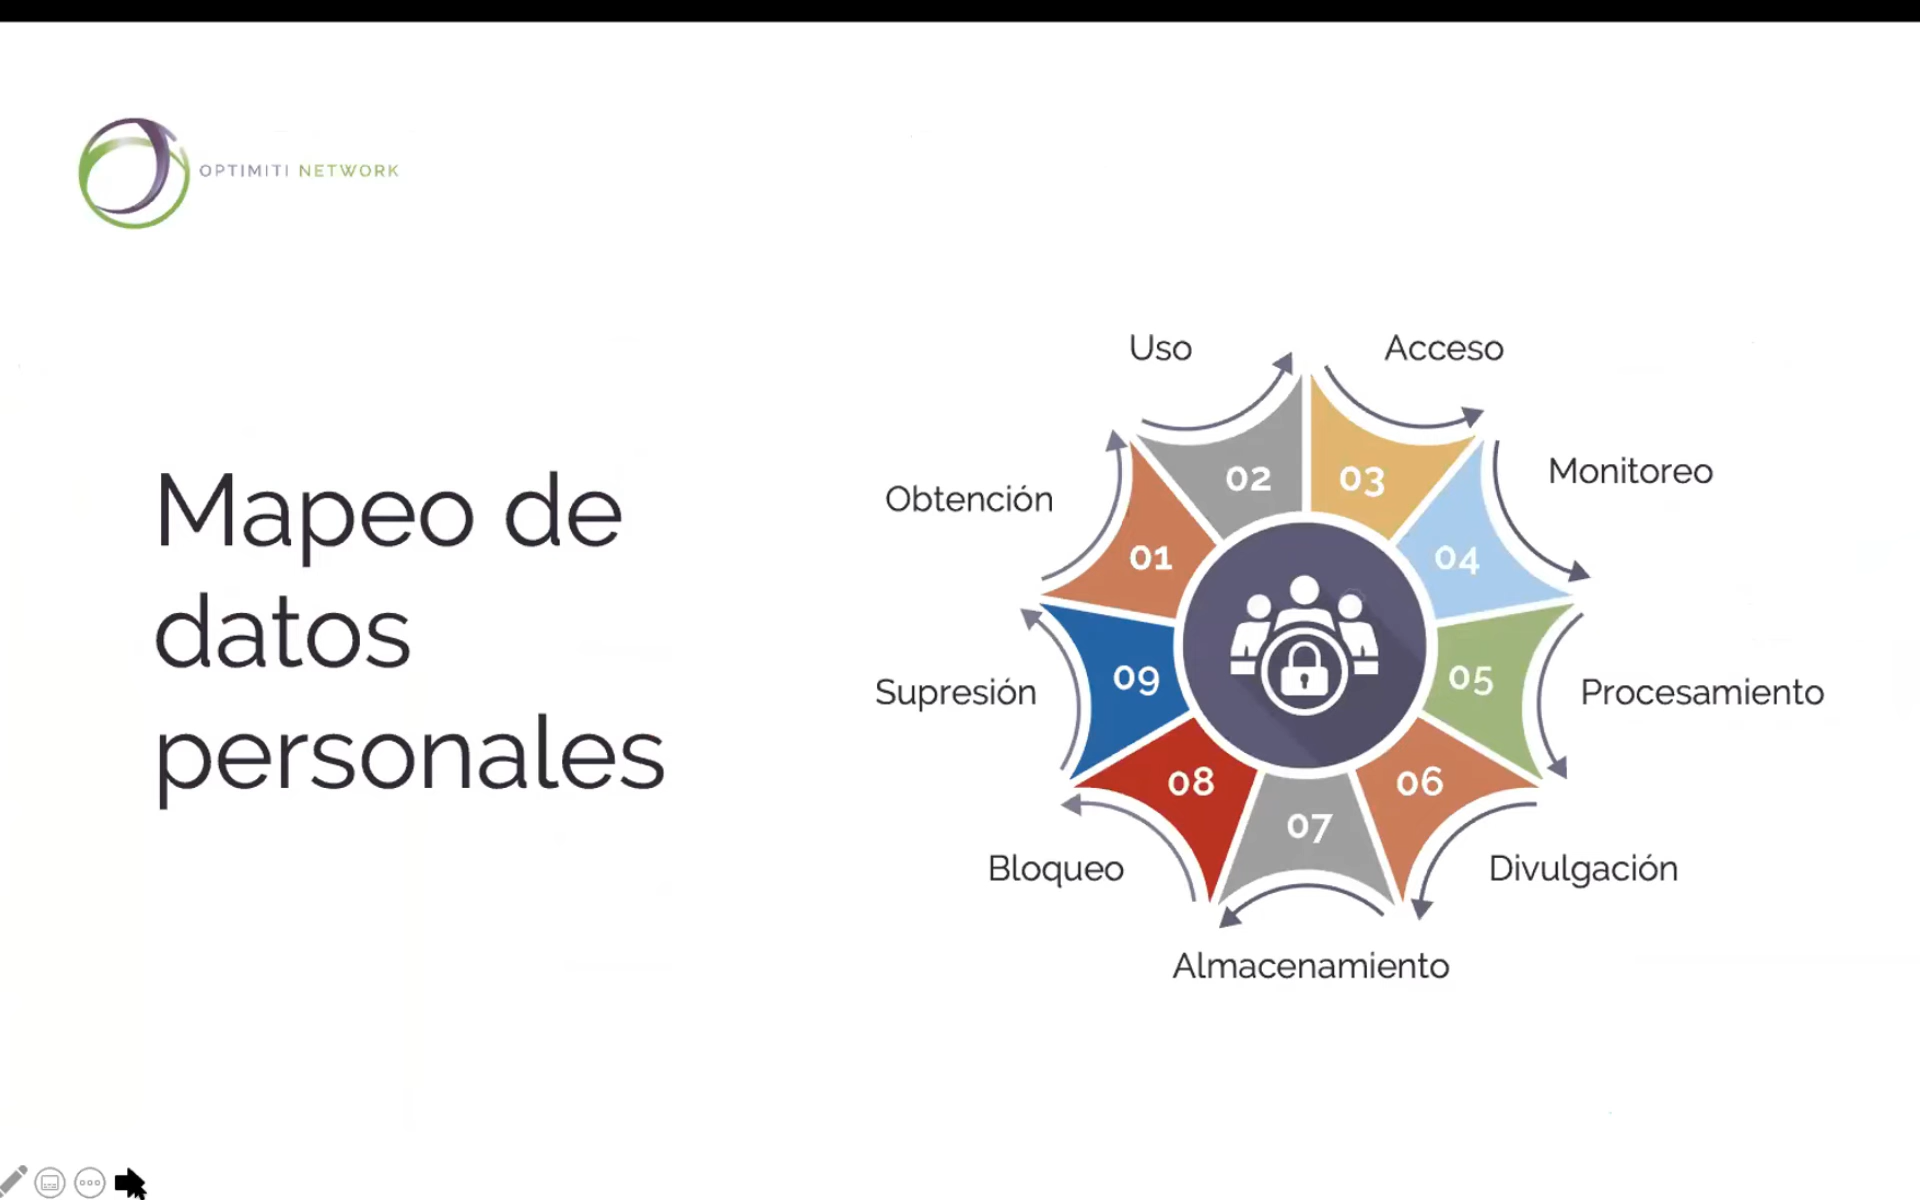 OPTIMITI NETWORK
Mapeo de
datos
personales
Uso
Acceso
Monitoreo
Obtención
02
03
01
04
09
05
Supresión
Procesamiento
08
06
07
Bloqueo
Divulgación
Almacenamiento